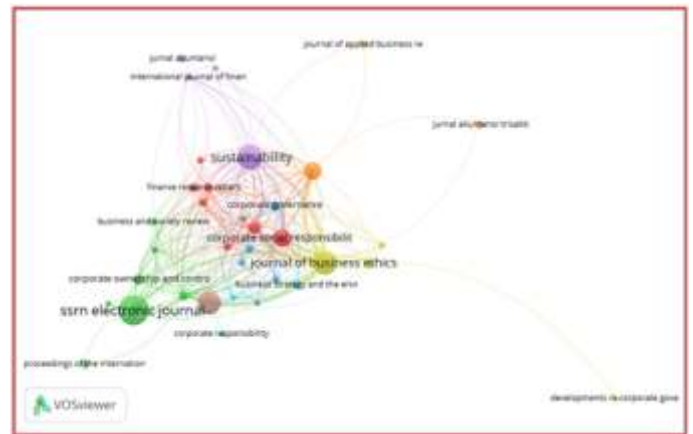 journal of applied business re
jurnal akuntansi
international journal of finan
jurnal akuntansi trisakti
sustainability
finance research letters
corporate governance
business and society review
corporate social responsibili
journal of business ethics
corporate ownership and contro
business strategy and the envi
ssrn electronic journal
corporate responsibility
proceedings of the internation
developments in corporate gove
VOSviewer